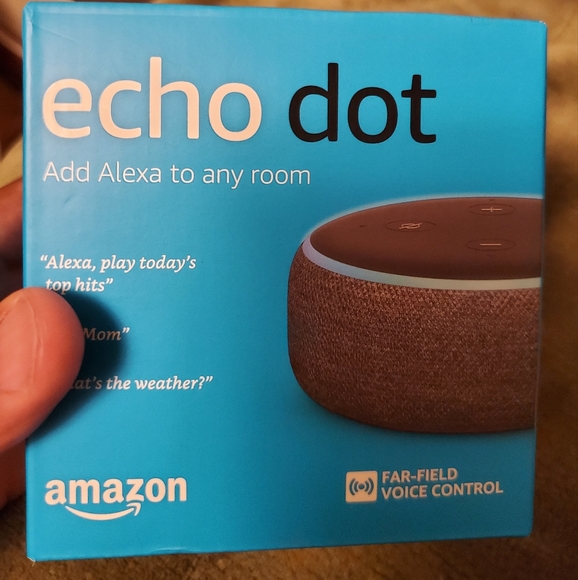 echo dot
Add Alexa to any room
“Alexa, play today’s
top hits”
Mom”
at’s the weather?”
amazon
FAR-FIELD
VOICE CONTROL